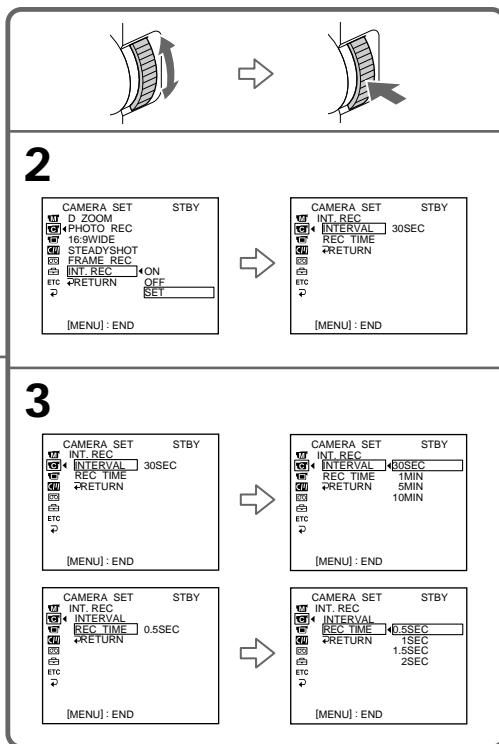 2
CAMERA SET STBY
D ZOOM
PHOTO REC
16:9WIDE
STEADYSHOT
FRAME REC
INT. REC ON
ETC RETURN OFF
SET
[MENU] : END
CAMERA SET STBY
INT. REC
INTERVAL 30SEC
REC TIME
RETURN
ETC
[MENU] : END
3
CAMERA SET STBY
INT. REC
INTERVAL 30SEC
REC TIME
RETURN
ETC
[MENU] : END
CAMERA SET STBY
INT. REC
INTERVAL 30SEC
REC TIME 1MIN
RETURN 5MIN
10MIN
ETC
[MENU] : END
CAMERA SET STBY
INT. REC
INTERVAL
REC TIME 0.5SEC
RETURN
ETC
[MENU] : END
CAMERA SET STBY
INT. REC
INTERVAL
REC TIME 0.5SEC
RETURN 1SEC
1.5SEC
2SEC
ETC
[MENU] : END